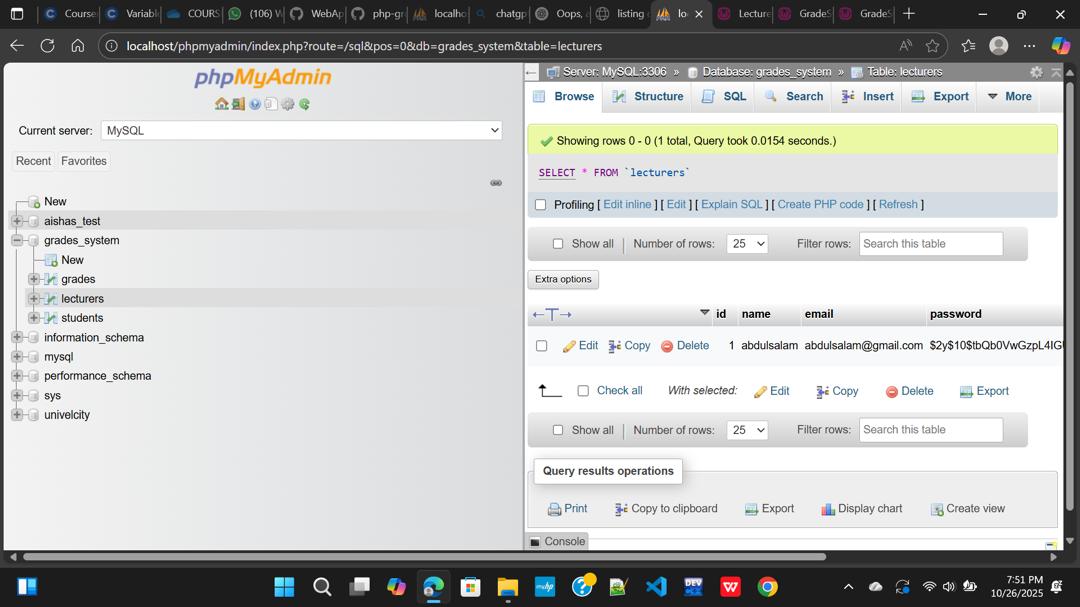 Course
Variabl
COURS
(106) W
WebAp
php-gr
localho
chatgp
Oops, a
listing
lo
Lecture
GradeS
GradeS
localhost/phpmyadmin/index.php?route=/sql&pos=0&db=grades_system&table=lecturers
phpMyAdmin
Current server:
MySQL
Recent Favorites
New
aishas_test
grades_system
New
grades
lecturers
students
information_schema
mysql
performance_schema
sys
univelcity
Server: MySQL:3306 » Database: grades_system » Table: lecturers
Browse Structure SQL Search Insert Export More
Showing rows 0 - 0 (1 total, Query took 0.0154 seconds.)
SELECT * FROM `lecturers`
Profiling [ Edit inline ] [ Edit ] [ Explain SQL ] [ Create PHP code ] [ Refresh ]
Show all Number of rows: 25 Filter rows: Search this table
Extra options
←T→ id name email password
Edit Copy Delete 1 abdulsalam abdulsalam@gmail.com $2y$10$tbQb0VwGzpL4IG
Check all With selected: Edit Copy Delete Export
Show all Number of rows: 25 Filter rows: Search this table
Query results operations
Print Copy to clipboard Export Display chart Create view
Console
7:51 PM
10/26/2025